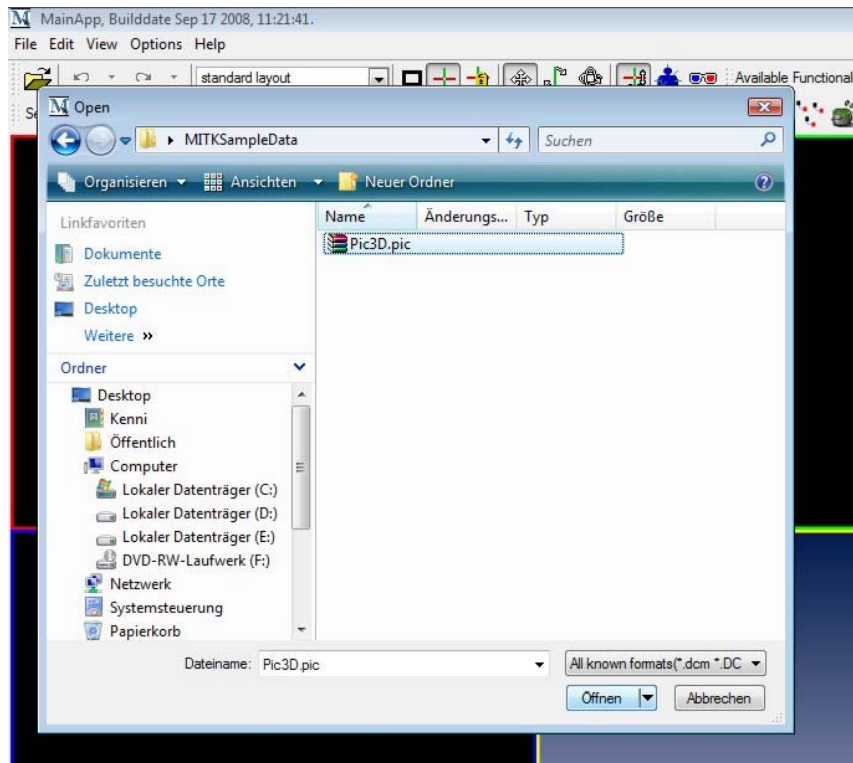 MainApp, Builddate Sep 17 2008, 11:21:41.
File Edit View Options Help
standard layout
Available Functional
Open
MITKSampleData
Suchen
Organisieren Ansichten Neuer Ordner
Linkfavoriten
Dokumente
Zuletzt besuchte Orte
Desktop
Weitere »
Ordner
Desktop
Kenni
Öffentlich
Computer
Lokaler Datenträger (C:)
Lokaler Datenträger (D:)
Lokaler Datenträger (E:)
DVD-RW-Laufwerk (F:)
Netzwerk
Systemsteuerung
Papierkorb
Name Änderungs... Typ Größe
Pic3D.pic
Dateiname: Pic3D.pic
All known formats(*.dcm *.DC
Öffnen Abbrechen